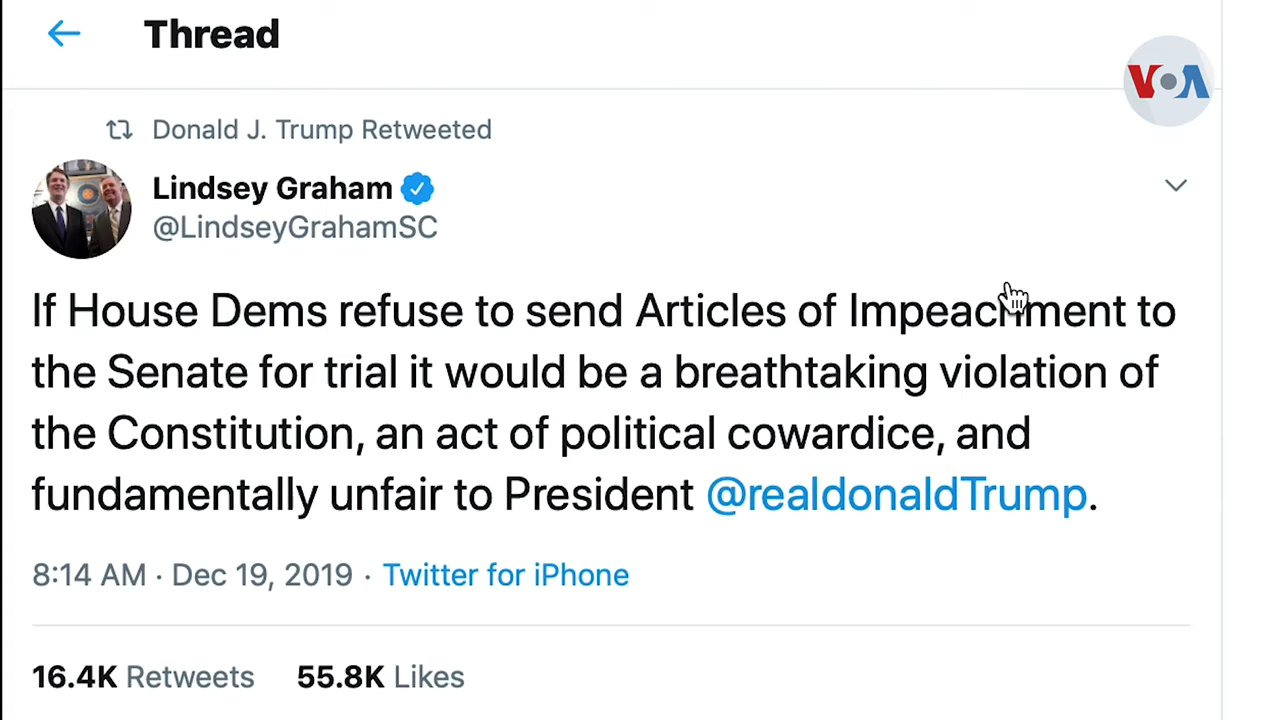 Thread
VOA
Donald J. Trump Retweeted
Lindsey Graham
@LindseyGrahamSC
If House Dems refuse to send Articles of Impeachment to
the Senate for trial it would be a breathtaking violation of
the Constitution, an act of political cowardice, and
fundamentally unfair to President @realdonaldTrump.
8:14 AM · Dec 19, 2019 · Twitter for iPhone
16.4K Retweets 55.8K Likes